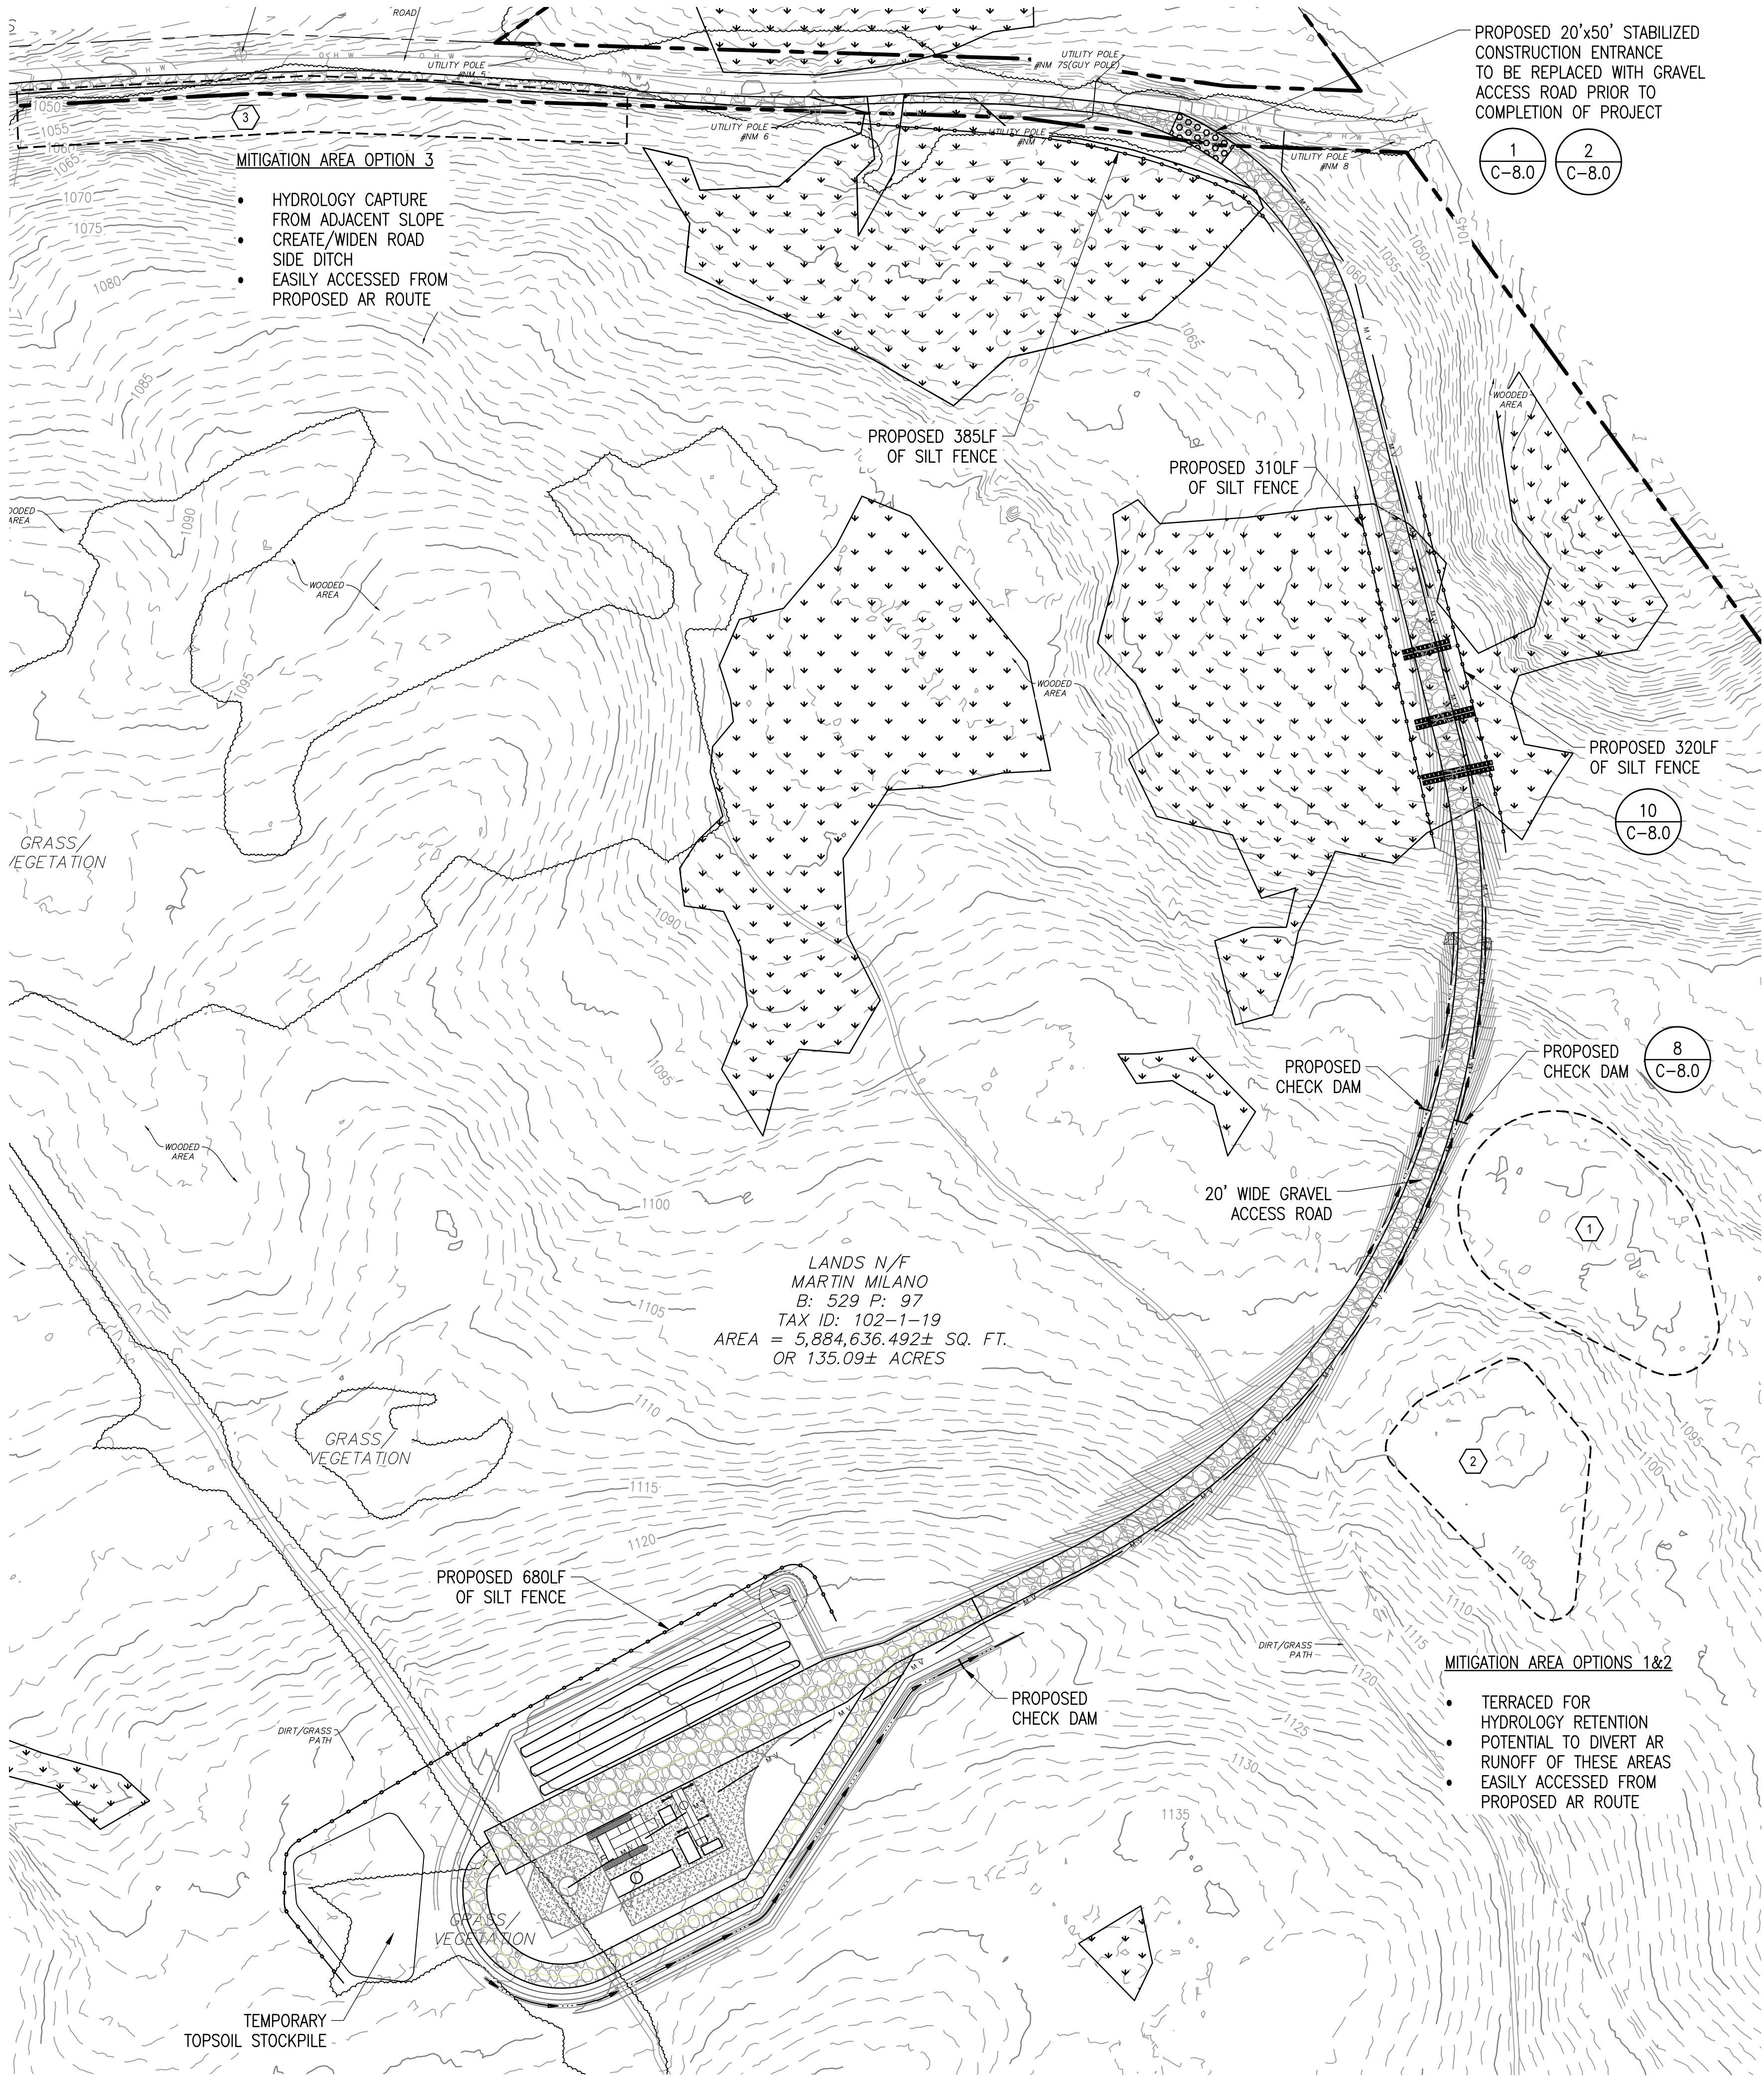 ROAD
UTILITY POLE
#NM 5
UTILITY POLE
#NM 7S(GUY POLE)
PROPOSED 20'x50' STABILIZED
CONSTRUCTION ENTRANCE
TO BE REPLACED WITH GRAVEL
ACCESS ROAD PRIOR TO
COMPLETION OF PROJECT
1
C-8.0
2
C-8.0
1050
1055
1060
1065
1070
1075
1080
3
UTILITY POLE
#NM 6
UTILITY POLE
#NM 7
UTILITY POLE
#NM 8
MITIGATION AREA OPTION 3
• HYDROLOGY CAPTURE
FROM ADJACENT SLOPE
• CREATE/WIDEN ROAD
SIDE DITCH
• EASILY ACCESSED FROM
PROPOSED AR ROUTE
1045
1050
1055
1060
1065
1070
1085
WOODED
AREA
PROPOSED 385LF
OF SILT FENCE
PROPOSED 310LF
OF SILT FENCE
1090
WOODED
AREA
WOODED
AREA
1095
PROPOSED 320LF
OF SILT FENCE
10
C-8.0
GRASS/
VEGETATION
1090
1095
PROPOSED
CHECK DAM
PROPOSED
CHECK DAM
8
C-8.0
WOODED
AREA
1100
20' WIDE GRAVEL
ACCESS ROAD
1
LANDS N/F
MARTIN MILANO
B: 529 P: 97
TAX ID: 102-1-19
AREA = 5,884,636.492± SQ. FT.
OR 135.09± ACRES
1105
1110
GRASS/
VEGETATION
2
1095
1100
1105
1110
1115
1115
1120
1120
PROPOSED 680LF
OF SILT FENCE
DIRT/GRASS
PATH
MITIGATION AREA OPTIONS 1&2
• TERRACED FOR
HYDROLOGY RETENTION
• POTENTIAL TO DIVERT AR
RUNOFF OF THESE AREAS
• EASILY ACCESSED FROM
PROPOSED AR ROUTE
PROPOSED
CHECK DAM
DIRT/GRASS
PATH
1125
1130
1135
GRASS/
VEGETATION
TEMPORARY
TOPSOIL STOCKPILE